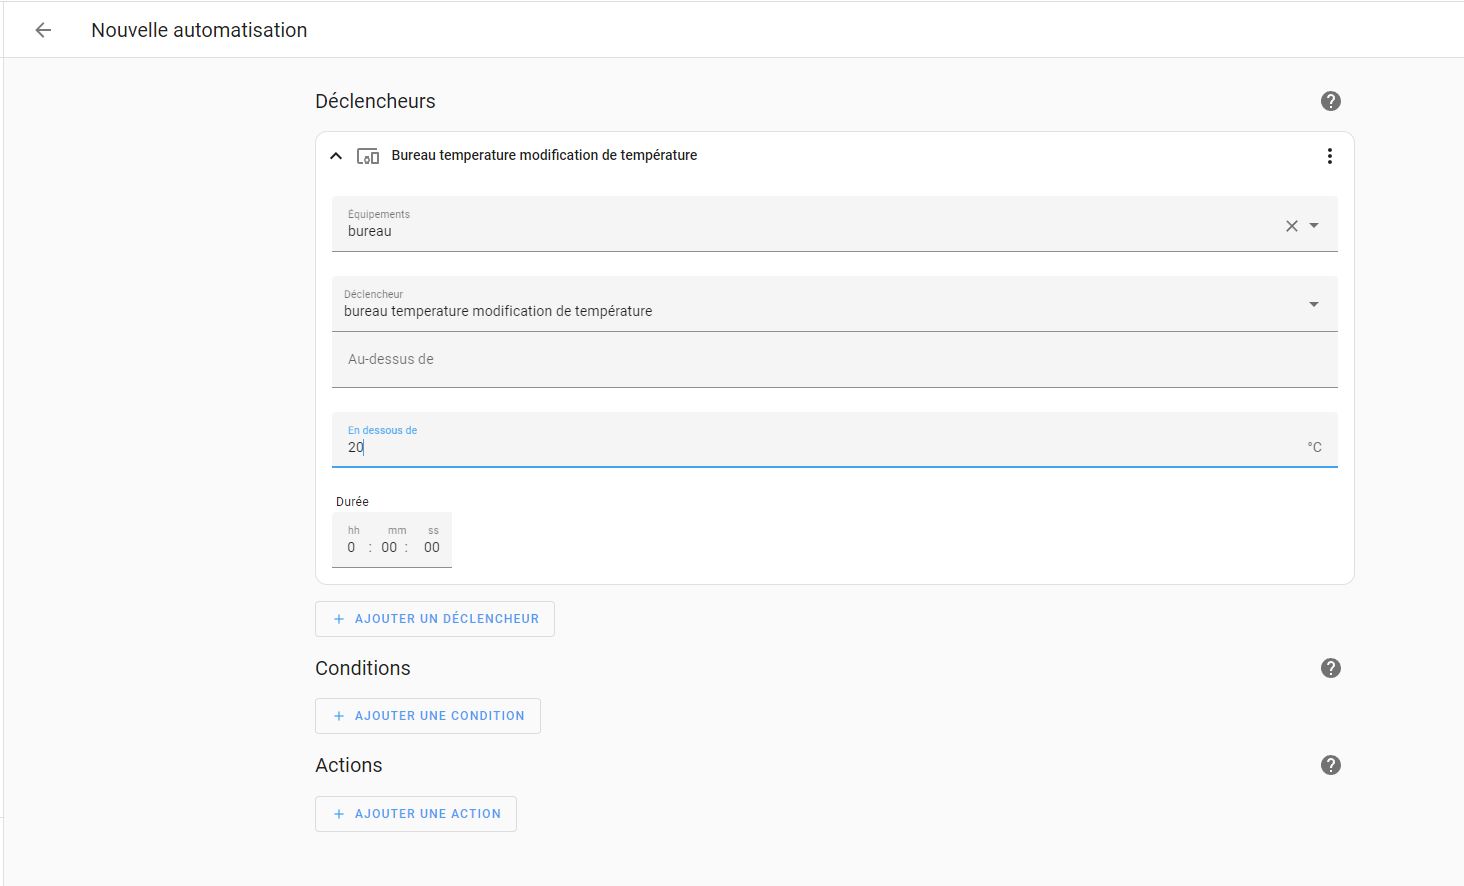 Nouvelle automatisation
Déclencheurs
Bureau temperature modification de température
Équipements
bureau
Déclencheur
bureau temperature modification de température
Au-dessus de
En dessous de
20 °C
Durée
hh mm ss
0 : 00 : 00
+ AJOUTER UN DÉCLENCHEUR
Conditions
+ AJOUTER UNE CONDITION
Actions
+ AJOUTER UNE ACTION